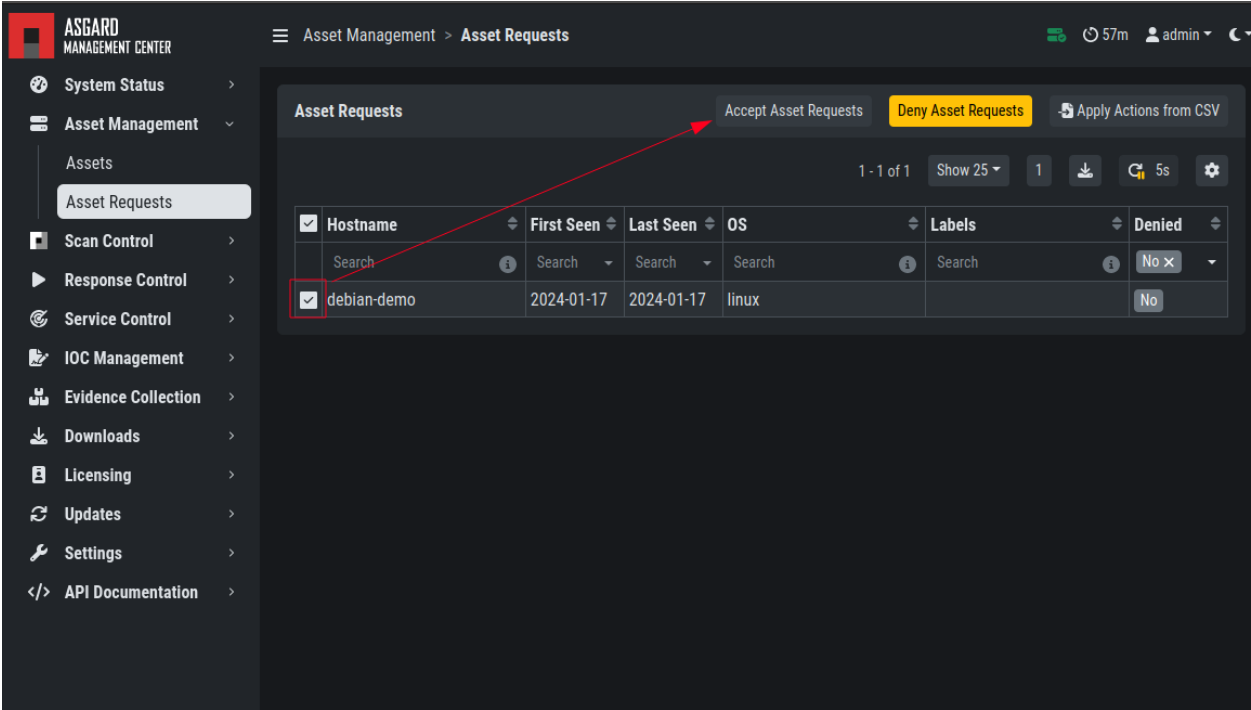 ASGARD
MANAGEMENT CENTER
Asset Management > Asset Requests
57m
admin
System Status
Asset Management
Assets
Asset Requests
Scan Control
Response Control
Service Control
IOC Management
Evidence Collection
Downloads
Licensing
Updates
Settings
API Documentation
Asset Requests
Accept Asset Requests
Deny Asset Requests
Apply Actions from CSV
1 - 1 of 1
Show 25
1
5s
Hostname First Seen Last Seen OS Labels Denied
Search Search Search Search Search No ×
debian-demo 2024-01-17 2024-01-17 linux No